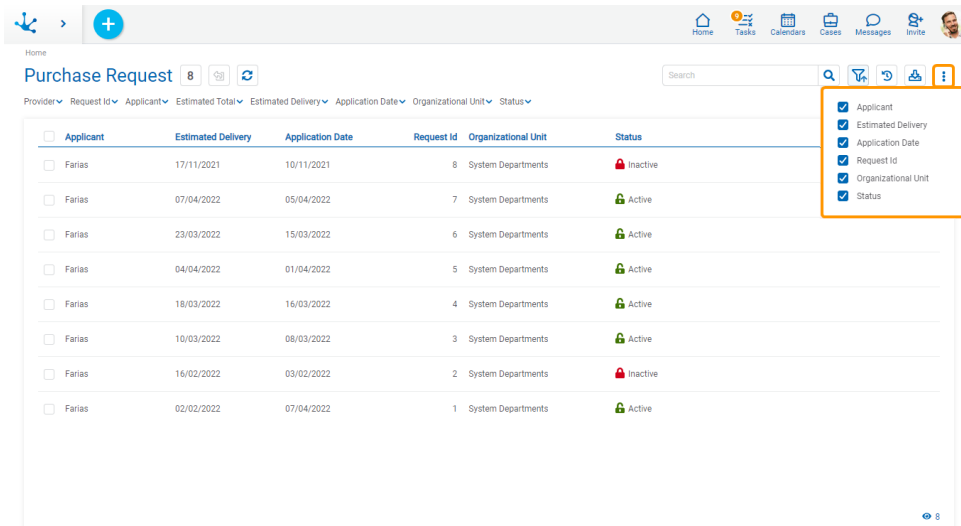 9
Home Tasks Calendars Cases Messages Invite
Home
Purchase Request 8 Search
Provider Request Id Applicant Estimated Total Estimated Delivery Application Date Organizational Unit Status
Applicant
Estimated Delivery
Application Date
Request Id
Organizational Unit
Status
Applicant Estimated Delivery Application Date Request Id Organizational Unit Status
Farias 17/11/2021 10/11/2021 8 System Departments Inactive
Farias 07/04/2022 05/04/2022 7 System Departments Active
Farias 23/03/2022 15/03/2022 6 System Departments Active
Farias 04/04/2022 01/04/2022 5 System Departments Active
Farias 18/03/2022 16/03/2022 4 System Departments Active
Farias 10/03/2022 08/03/2022 3 System Departments Active
Farias 16/02/2022 03/02/2022 2 System Departments Inactive
Farias 02/02/2022 07/04/2022 1 System Departments Active
8